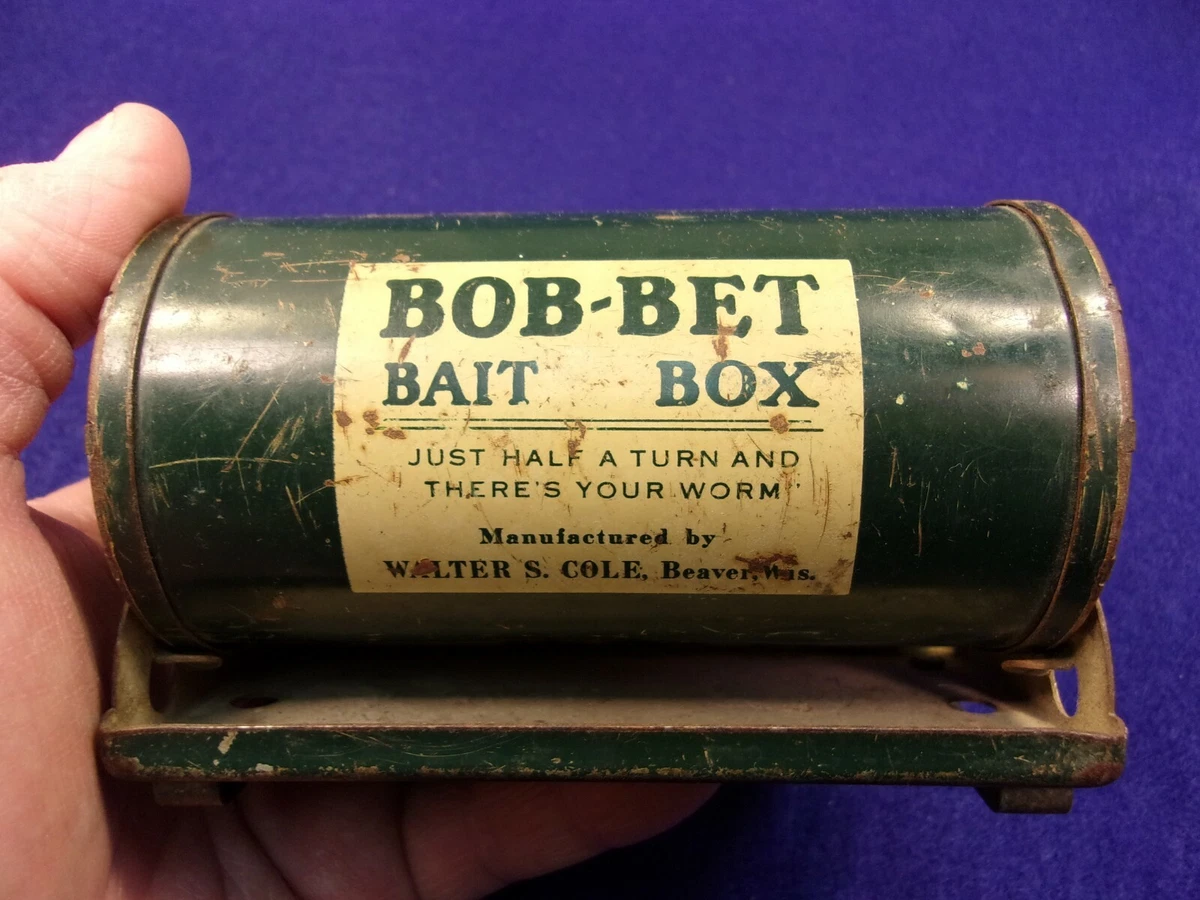 BOB-BET
BAIT BOX
JUST HALF A TURN AND
THERE'S YOUR WORM"
Manufactured by
WALTER S. COLE, Beaver, Wis.